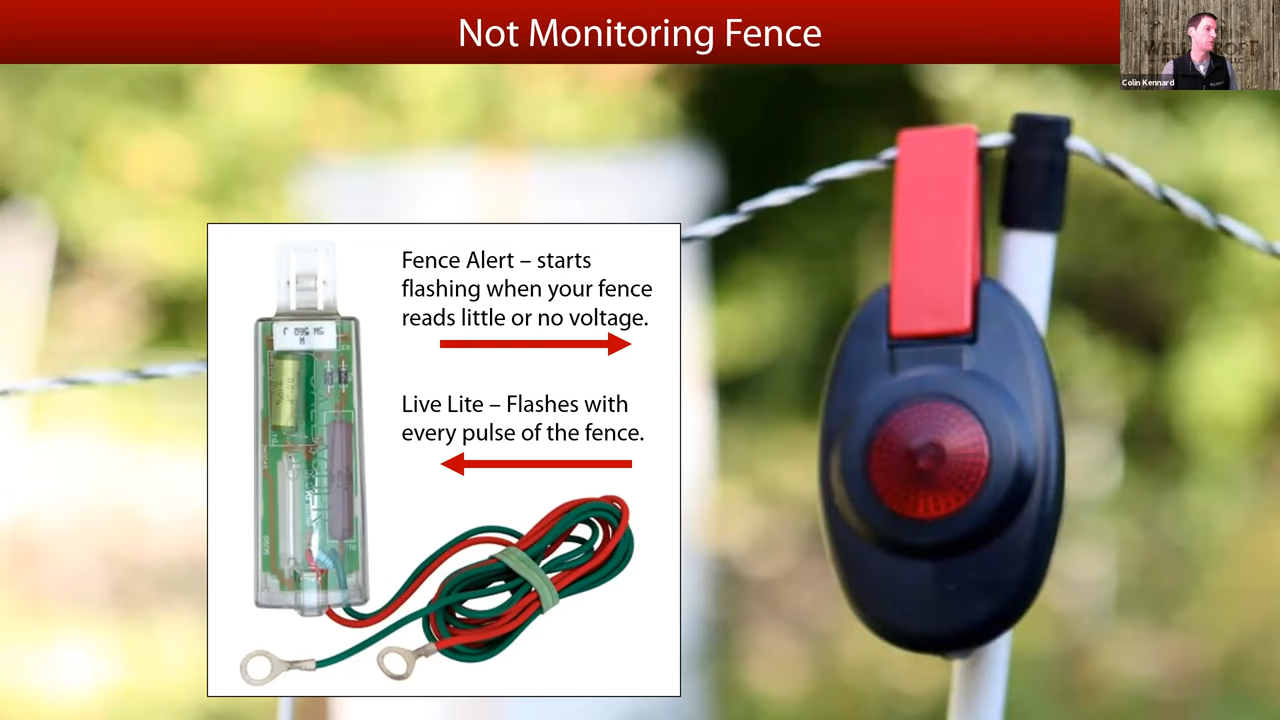 Not Monitoring Fence
Colin Kennard
Fence Alert – starts
flashing when your fence
reads little or no voltage.
Live Lite – Flashes with
every pulse of the fence.